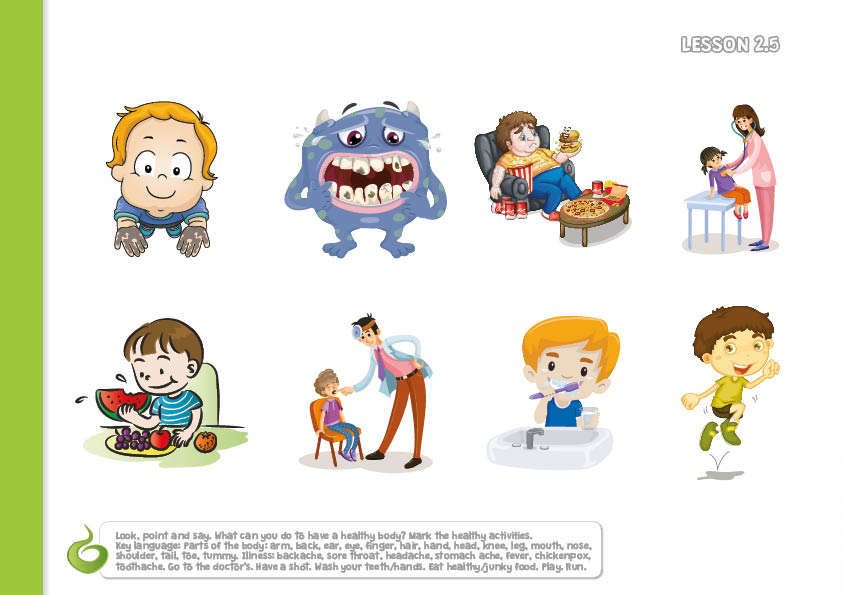 LESSON 2.5
Look, point and say. What can you do to have a healthy body? Mark the healthy activities.
Key language: Parts of the body: arm, back, ear, eye, finger, hair, hand, head, knee, leg, mouth, nose,
shoulder, tail, toe, tummy. Illness: backache, sore throat, headache, stomach ache, fever, chickenpox,
toothache. Go to the doctor's. Have a shot. Wash your teeth/hands. Eat healthy/junky food. Play. Run.